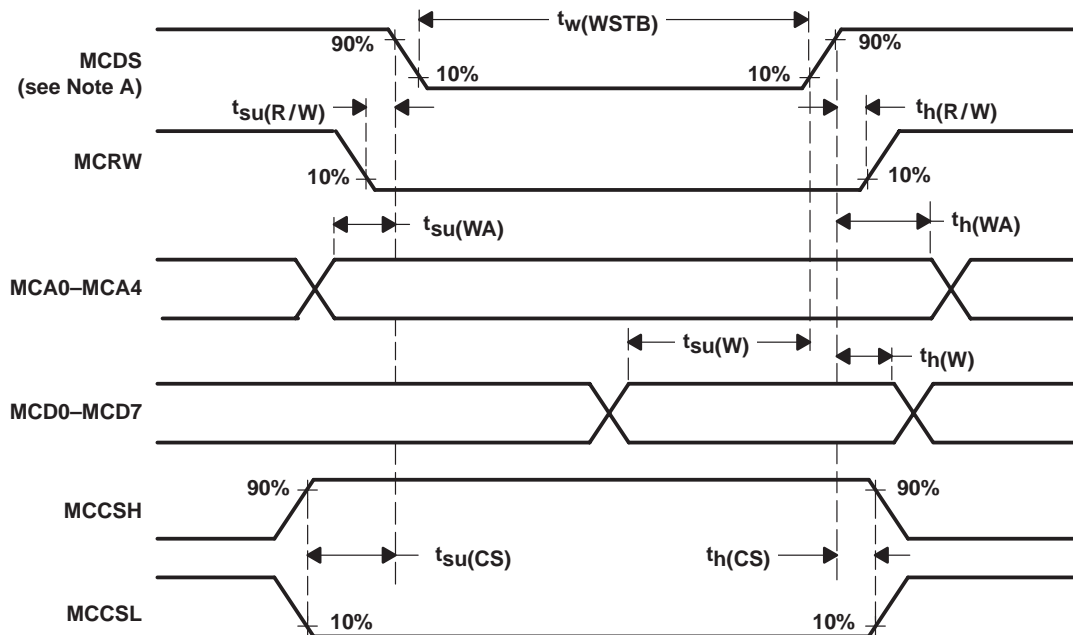 tw(WSTB)
90% 90%
MCDS
(see Note A)
10% 10%
tsu(R/W) th(R/W)
MCRW
10% 10%
tsu(WA) th(WA)
MCA0–MCA4
tsu(W) th(W)
MCD0–MCD7
90% 90%
MCCSH
tsu(CS) th(CS)
MCCSL
10% 10%